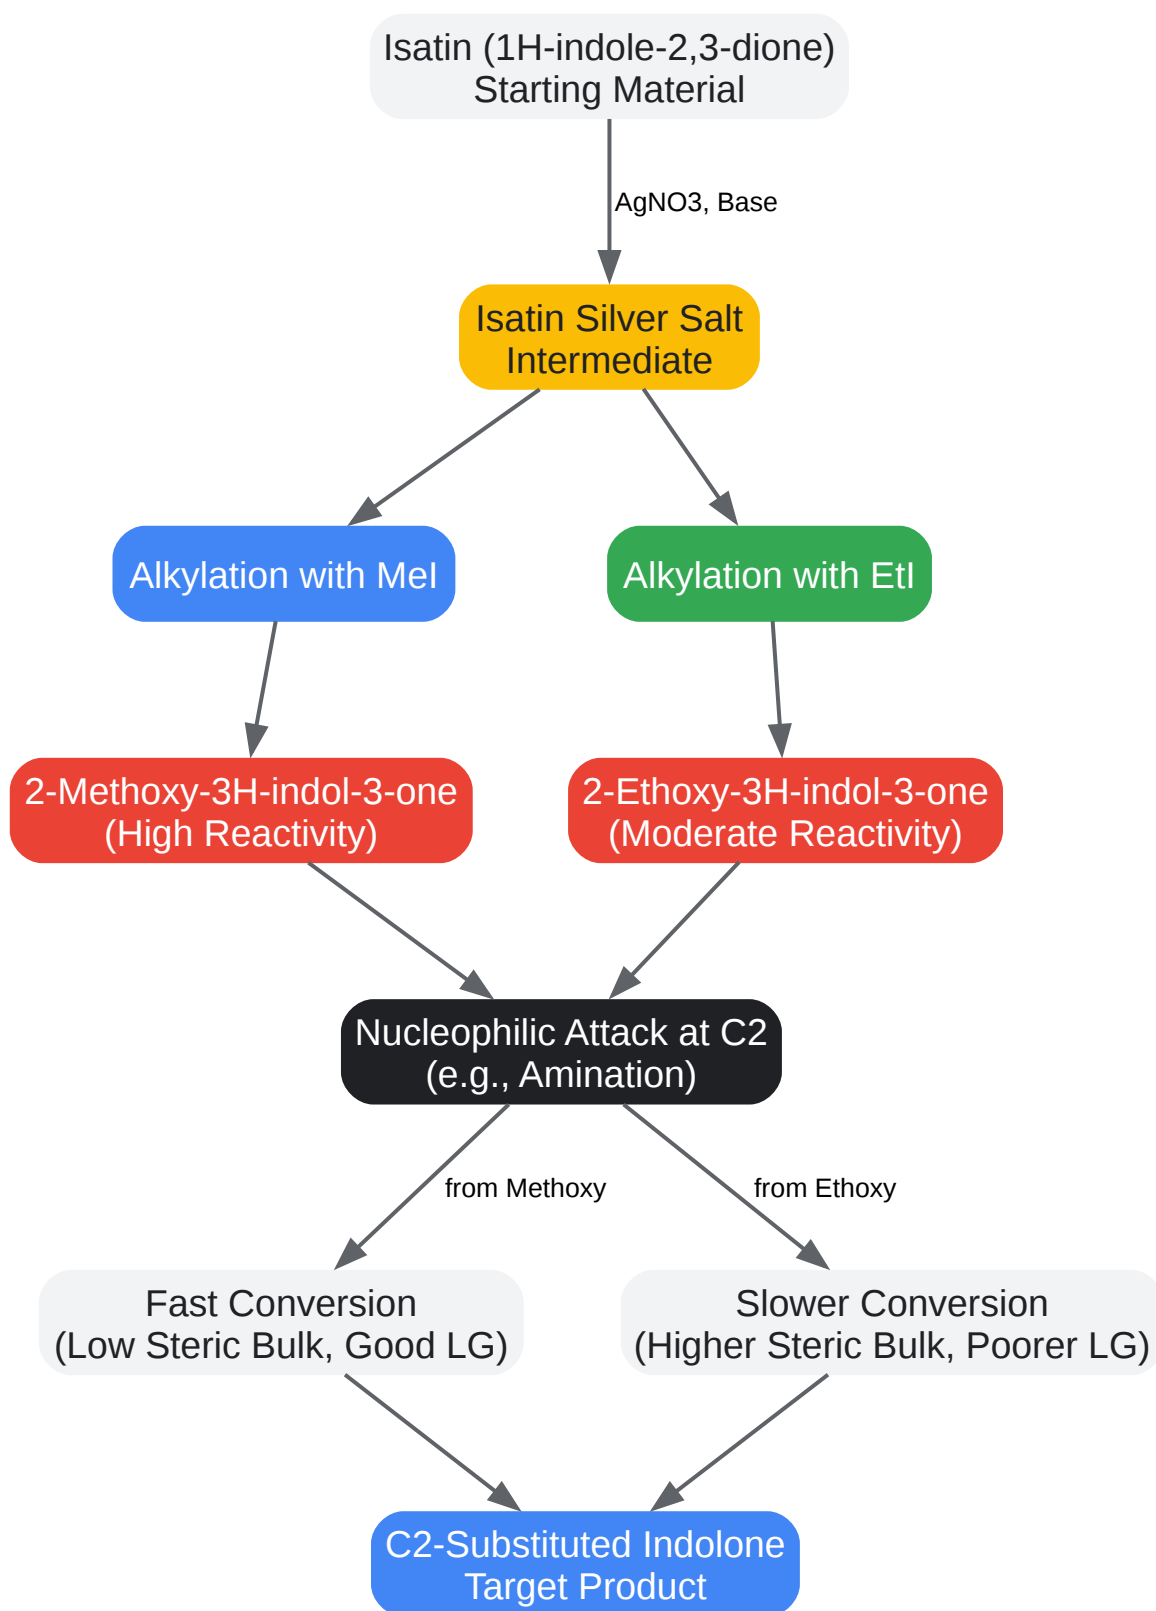 Isatin (1H-indole-2,3-dione)
Starting Material
AgNO3, Base
Isatin Silver Salt
Intermediate
Alkylation with MeI
Alkylation with EtI
2-Methoxy-3H-indol-3-one
(High Reactivity)
2-Ethoxy-3H-indol-3-one
(Moderate Reactivity)
Nucleophilic Attack at C2
(e.g., Amination)
from Methoxy
from Ethoxy
Fast Conversion
(Low Steric Bulk, Good LG)
Slower Conversion
(Higher Steric Bulk, Poorer LG)
C2-Substituted Indolone
Target Product